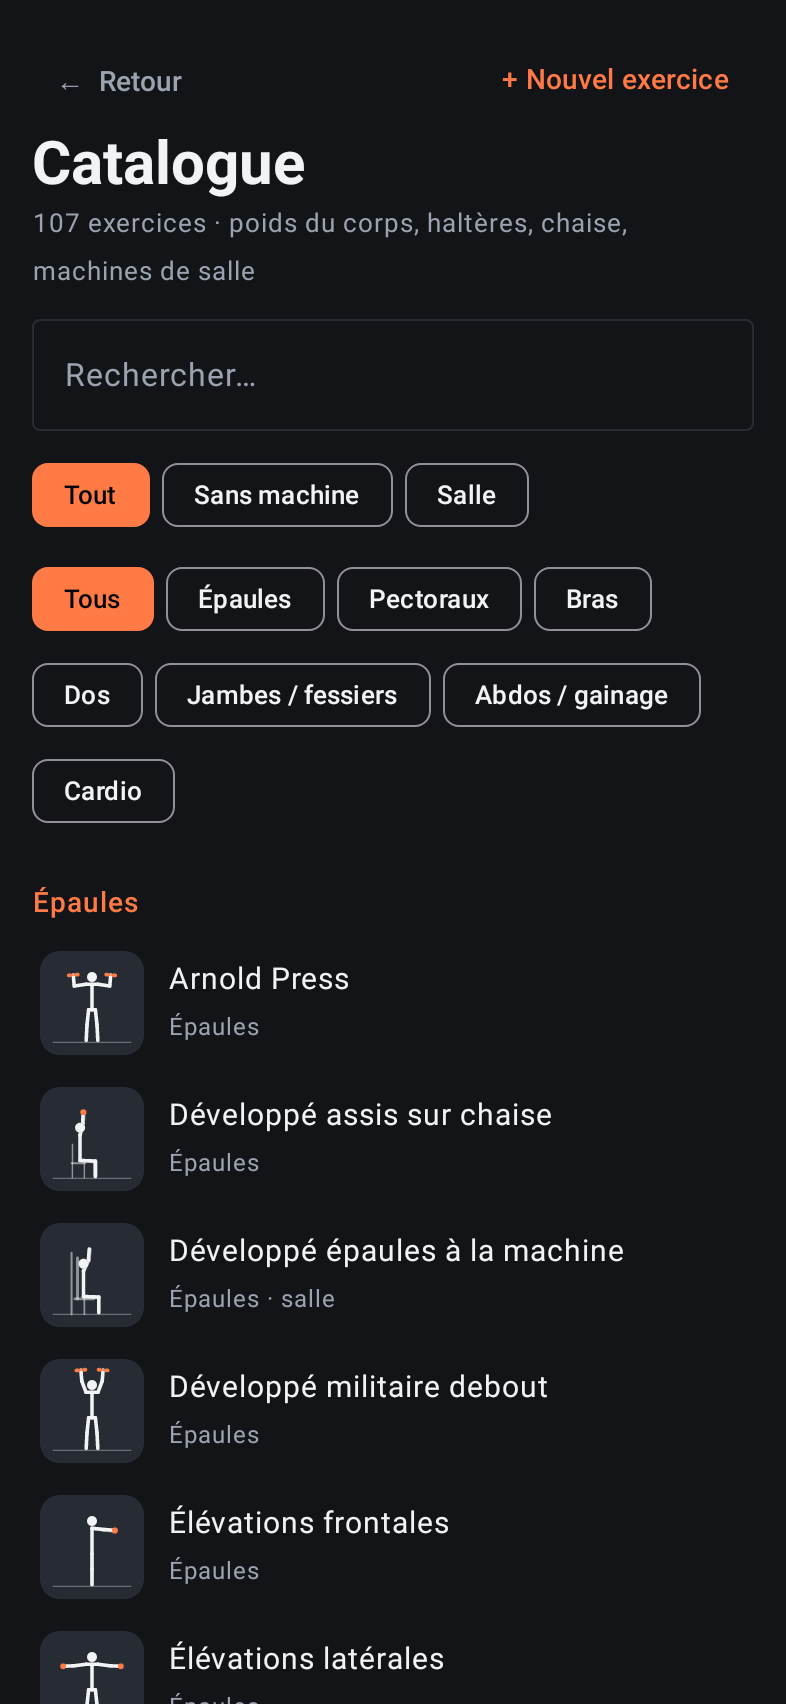 ← Retour
+ Nouvel exercice
Catalogue
107 exercices · poids du corps, haltères, chaise,
machines de salle
Rechercher…
Tout Sans machine Salle
Tous Épaules Pectoraux Bras
Dos Jambes / fessiers Abdos / gainage
Cardio
Épaules
Arnold Press
Épaules
Développé assis sur chaise
Épaules
Développé épaules à la machine
Épaules · salle
Développé militaire debout
Épaules
Élévations frontales
Épaules
Élévations latérales